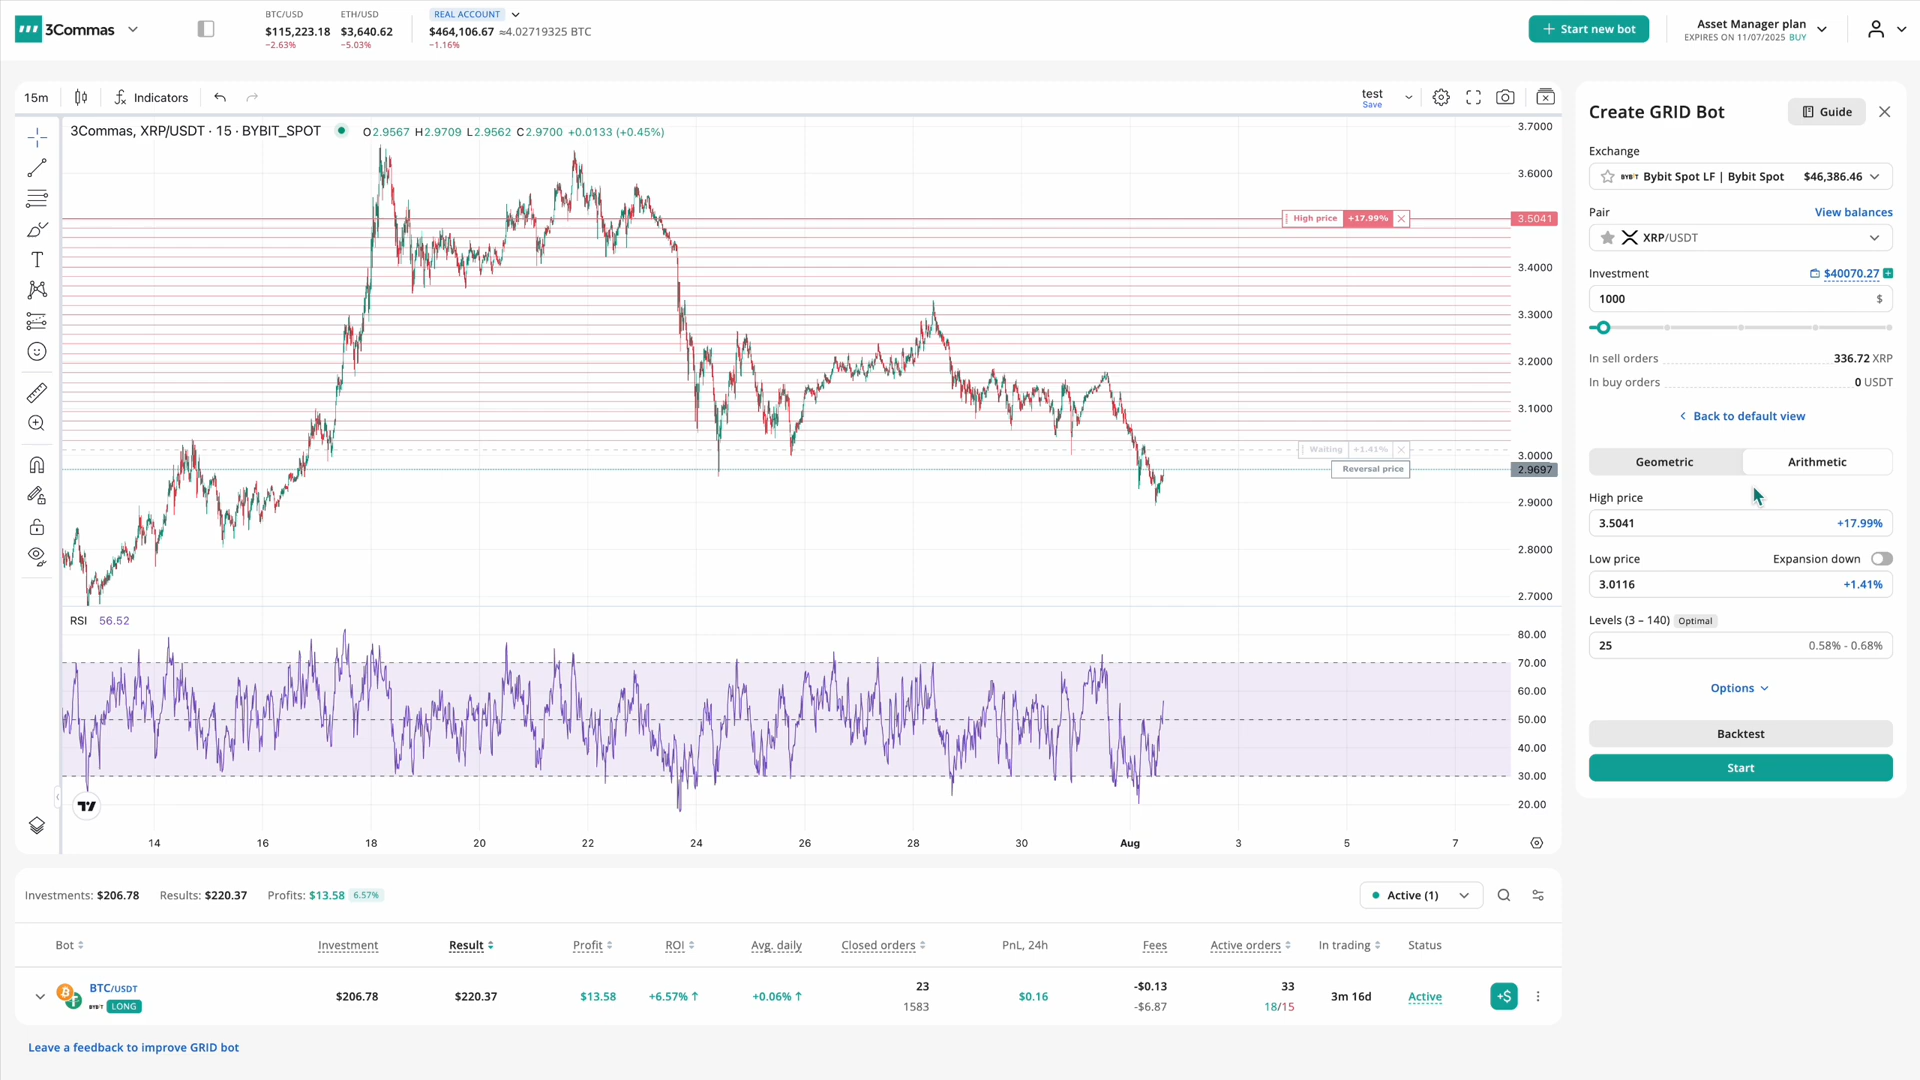 3Commas
BTC/USD
$115,223.18
−2.63%
ETH/USD
$3,640.62
−5.03%
REAL ACCOUNT
$464,106.67 ≈4.02719325 BTC
−1.16%
Start new bot
Asset Manager plan
EXPIRES ON 11/07/2025 BUY
15m
Indicators
test
Save
3Commas, XRP/USDT · 15 · BYBIT_SPOT
O2.9567 H2.9709 L2.9562 C2.9700 +0.0133 (+0.45%)
3.7000
3.6000
High price +17.99%
3.5041
3.4000
3.3000
3.2000
3.1000
Waiting +1.41%
3.0000
Reversal price
2.9697
2.9000
2.8000
2.7000
RSI 56.52
80.00
70.00
60.00
50.00
40.00
30.00
20.00
14 16 18 20 22 24 26 28 30 Aug 3 5 7
Create GRID Bot
Guide
Exchange
BYBIT Bybit Spot LF | Bybit Spot $46,386.46
Pair
View balances
XRP/USDT
Investment
$40070.27
1000 $
In sell orders 336.72 XRP
In buy orders 0 USDT
Back to default view
Geometric Arithmetic
High price
3.5041 +17.99%
Low price Expansion down
3.0116 +1.41%
Levels (3 – 140) Optimal
25 0.58% - 0.68%
Options
Backtest
Start
Investments: $206.78 Results: $220.37 Profits: $13.58 6.57%
Active (1)
Bot Investment Result Profit ROI Avg. daily Closed orders PnL, 24h Fees Active orders In trading Status
BTC/USDT
BYBIT LONG
$206.78
$220.37
$13.58
+6.57% ↑
+0.06% ↑
23
1583
$0.16
-$0.13
-$6.87
33
18/15
3m 16d
Active
+$
Leave a feedback to improve GRID bot